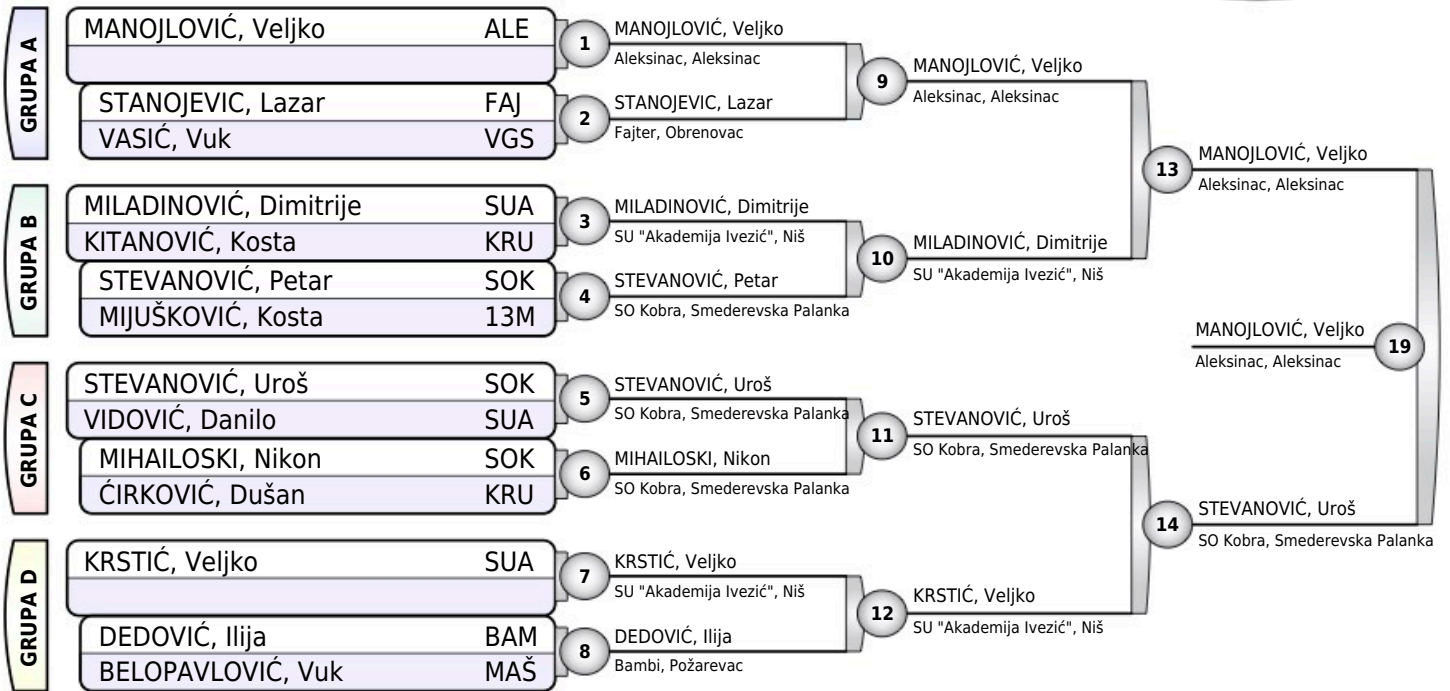 GRUPA A
MANOJLOVIĆ, Veljko ALE
STANOJEVIC, Lazar FAJ
VASIĆ, Vuk VGS
GRUPA B
MILADINOVIĆ, Dimitrije SUA
KITANOVIĆ, Kosta KRU
STEVANOVIĆ, Petar SOK
MIJUŠKOVIĆ, Kosta 13M
GRUPA C
STEVANOVIĆ, Uroš SOK
VIDOVIĆ, Danilo SUA
MIHAILOSKI, Nikon SOK
ĆIRKOVIĆ, Dušan KRU
GRUPA D
KRSTIĆ, Veljko SUA
DEDOVIĆ, Ilija BAM
BELOPAVLOVIĆ, Vuk MAŠ
1
MANOJLOVIĆ, Veljko
Aleksinac, Aleksinac
2
STANOJEVIC, Lazar
Fajter, Obrenovac
3
MILADINOVIĆ, Dimitrije
SU "Akademija Ivezić", Niš
4
STEVANOVIĆ, Petar
SO Kobra, Smederevska Palanka
5
STEVANOVIĆ, Uroš
SO Kobra, Smederevska Palanka
6
MIHAILOSKI, Nikon
SO Kobra, Smederevska Palanka
7
KRSTIĆ, Veljko
SU "Akademija Ivezić", Niš
8
DEDOVIĆ, Ilija
Bambi, Požarevac
9
MANOJLOVIĆ, Veljko
Aleksinac, Aleksinac
10
MILADINOVIĆ, Dimitrije
SU "Akademija Ivezić", Niš
11
STEVANOVIĆ, Uroš
SO Kobra, Smederevska Palanka
12
KRSTIĆ, Veljko
SU "Akademija Ivezić", Niš
13
MANOJLOVIĆ, Veljko
Aleksinac, Aleksinac
14
STEVANOVIĆ, Uroš
SO Kobra, Smederevska Palanka
MANOJLOVIĆ, Veljko
Aleksinac, Aleksinac
19